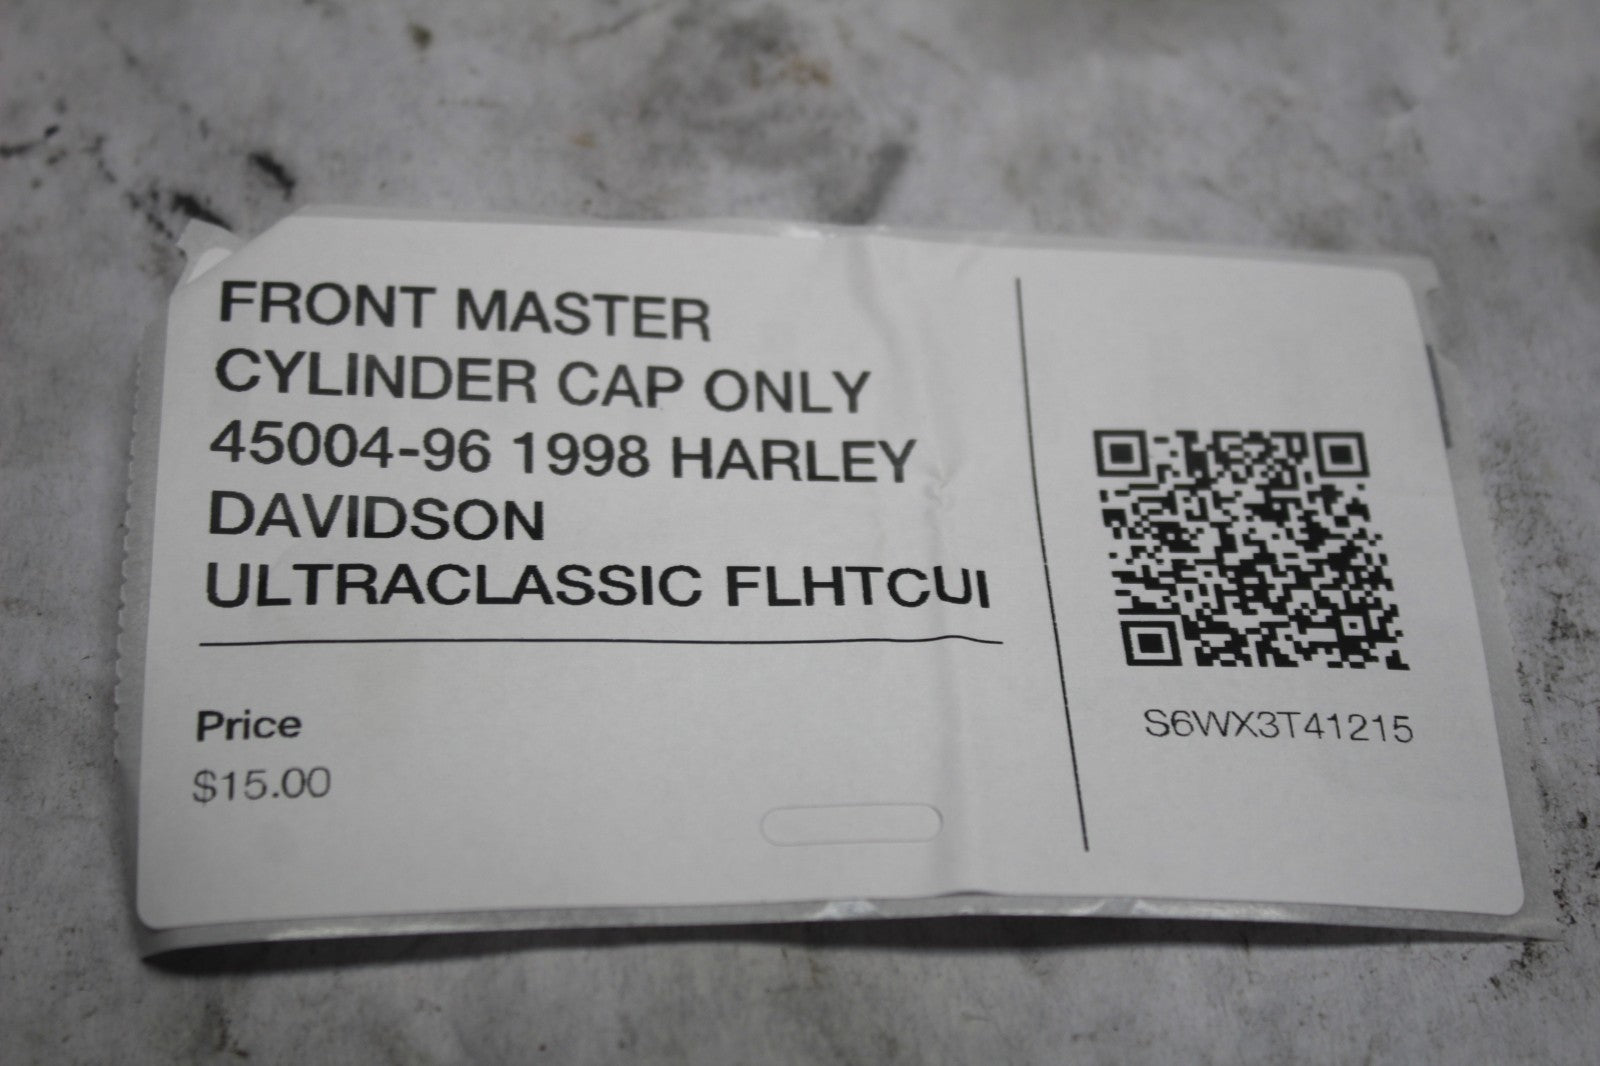 FRONT MASTER
CYLINDER CAP ONLY
45004-96 1998 HARLEY
DAVIDSON
ULTRACLASSIC FLHTCUI
Price
$15.00
S6WX3T41215